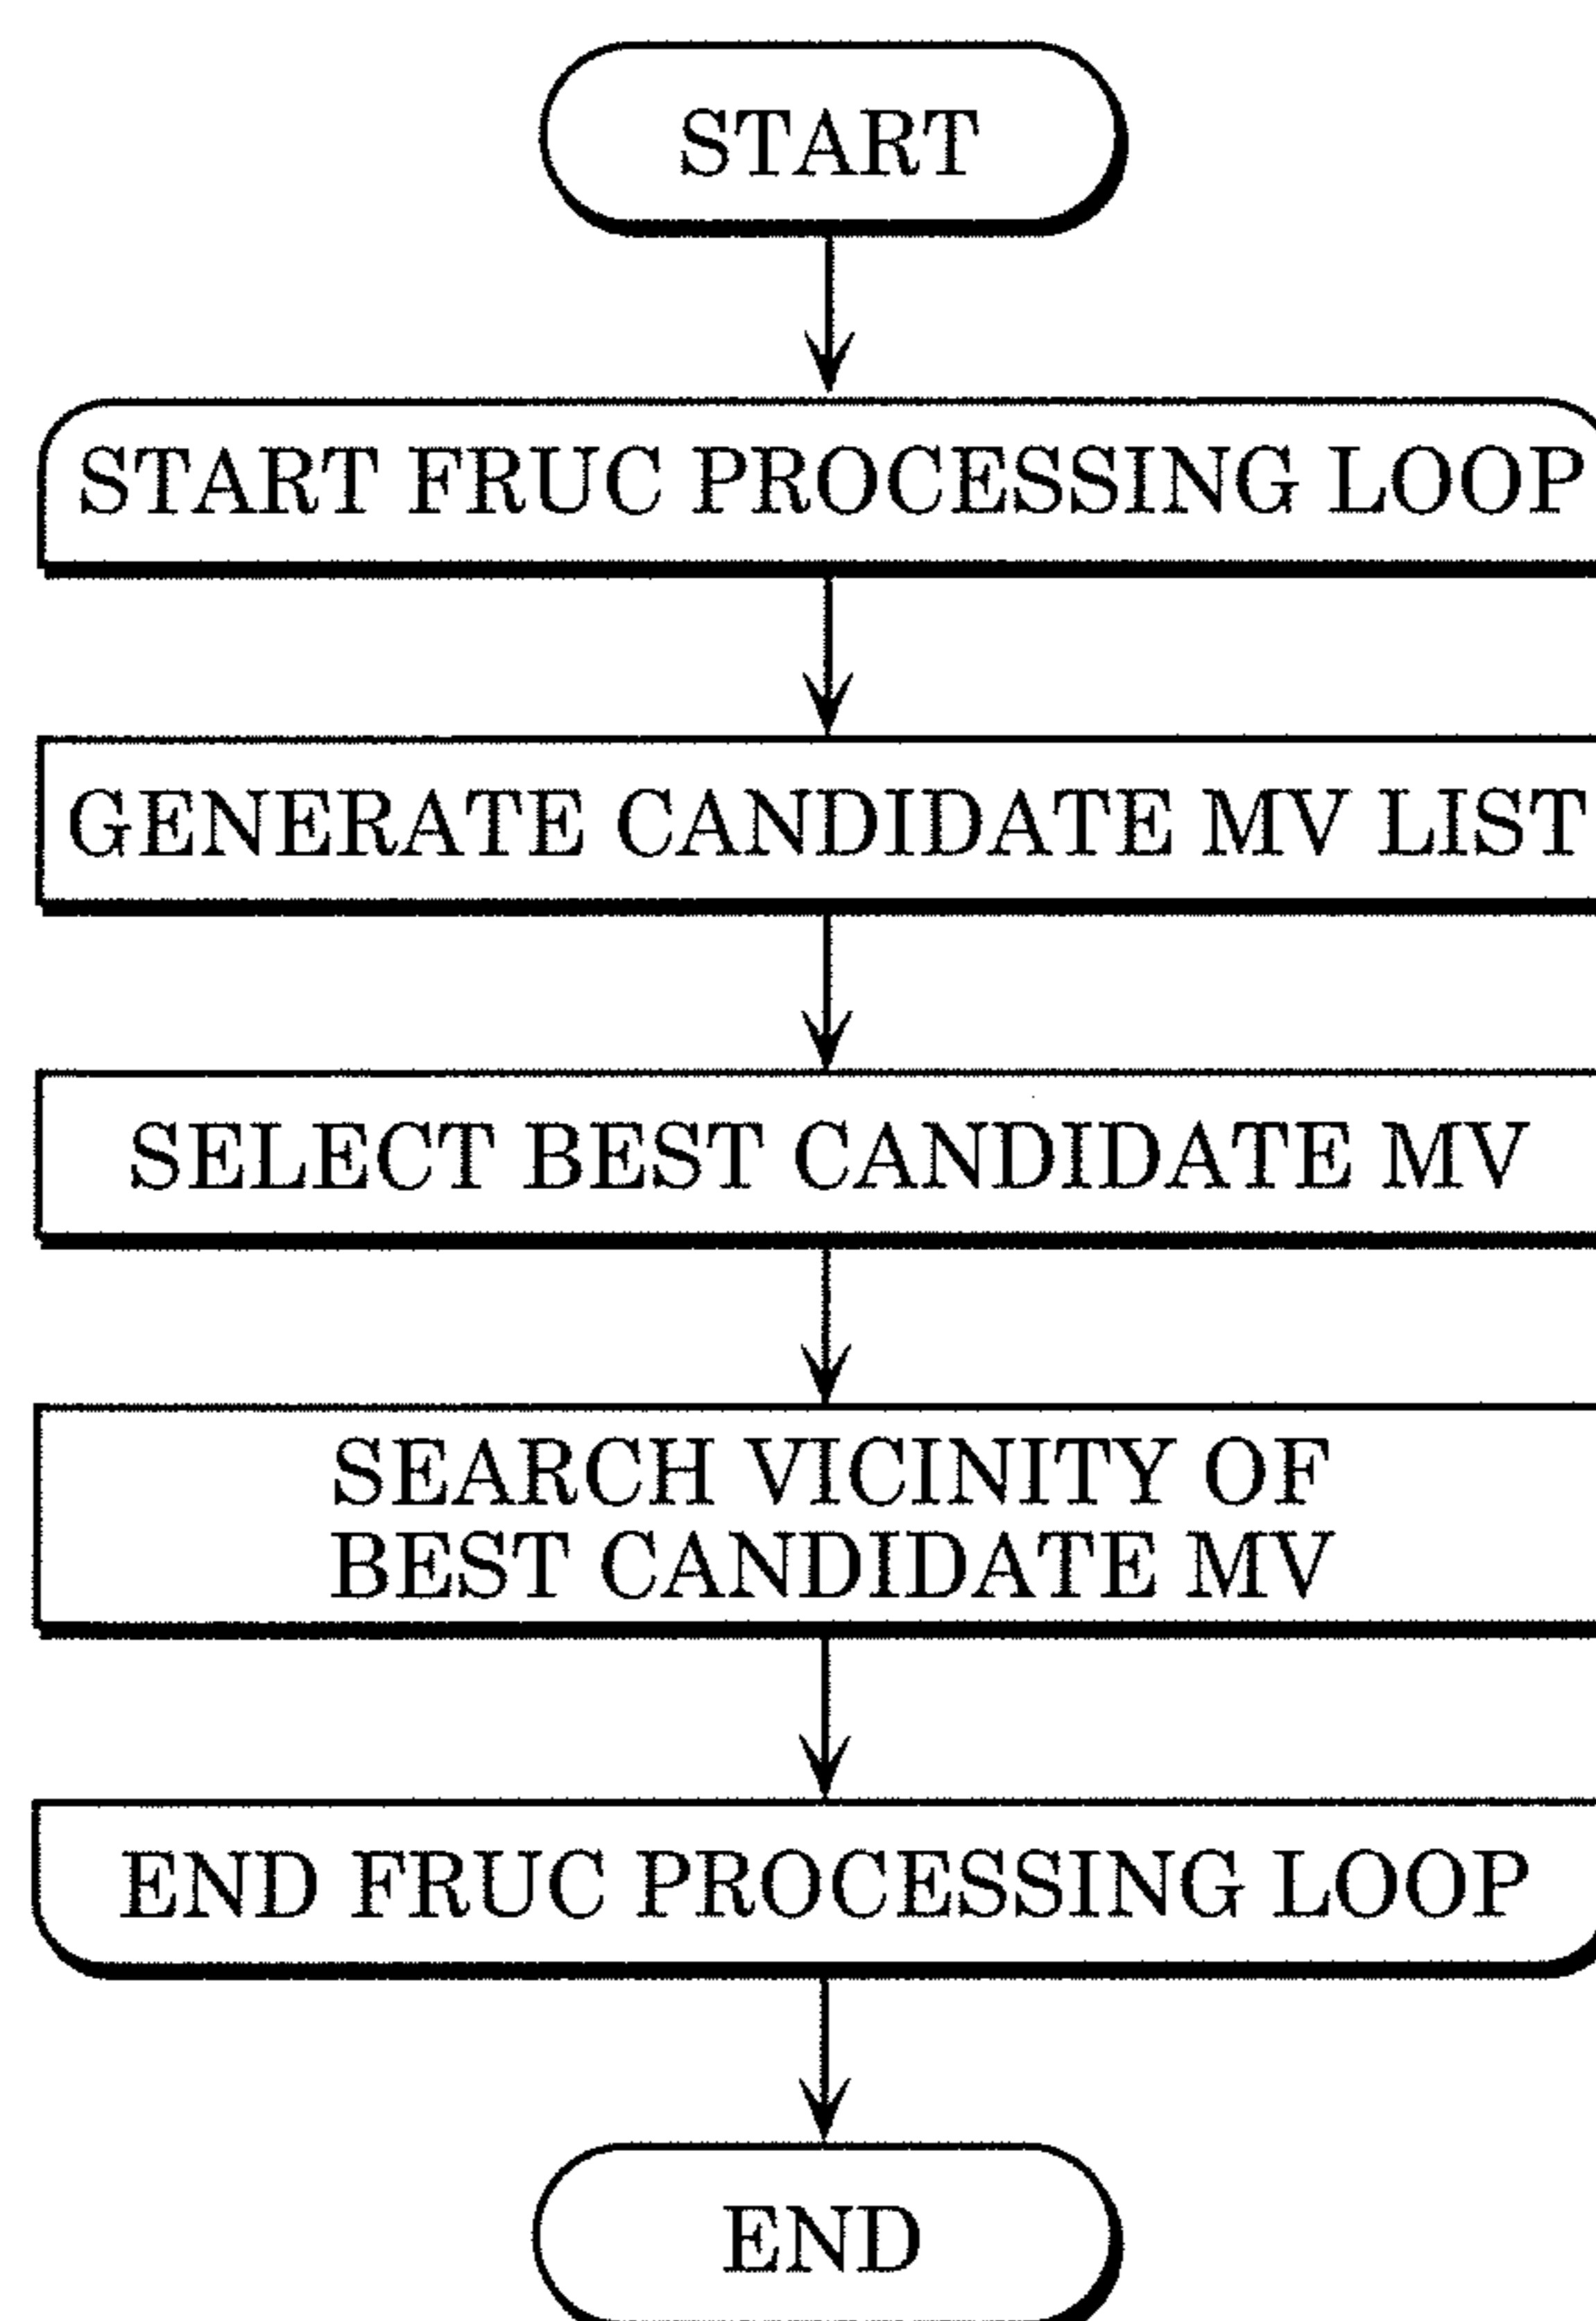 START
START FRUC PROCESSING LOOP
GENERATE CANDIDATE MV LIST
SELECT BEST CANDIDATE MV
SEARCH VICINITY OF
BEST CANDIDATE MV
END FRUC PROCESSING LOOP
END